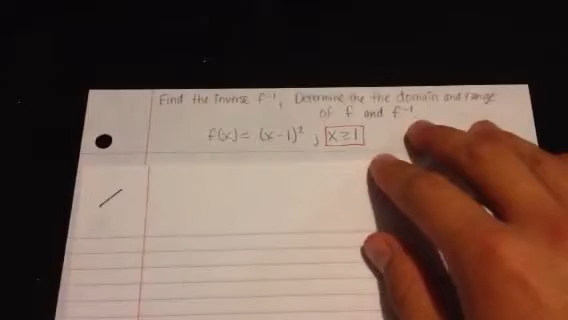 Find the inverse f⁻¹, Determine the the domain and range
of f and f⁻¹.
f(x) = (x-1)² , x≥1